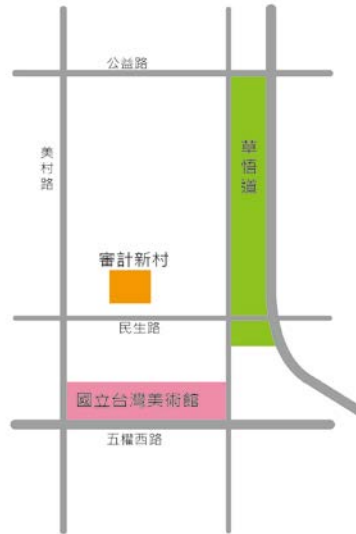 公益路
美村路
草悟道
審計新村
民生路
國立台灣美術館
五權西路